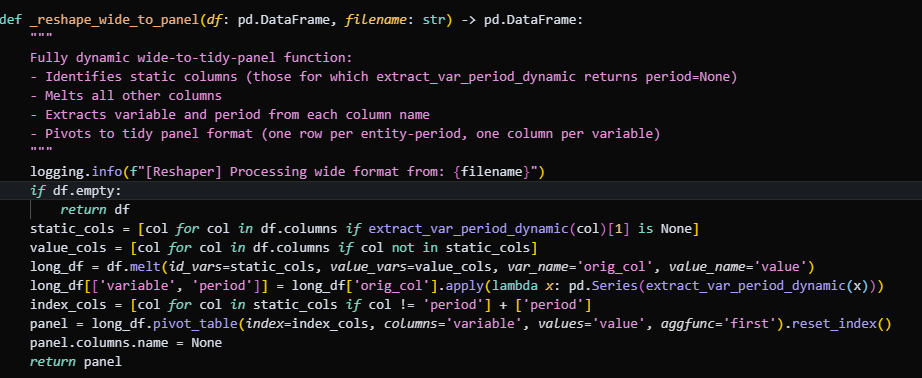 def _reshape_wide_to_panel(df: pd.DataFrame, filename: str) -> pd.DataFrame:
    """
    Fully dynamic wide-to-tidy-panel function:
    - Identifies static columns (those for which extract_var_period_dynamic returns period=None)
    - Melts all other columns
    - Extracts variable and period from each column name
    - Pivots to tidy panel format (one row per entity-period, one column per variable)
    """
    logging.info(f"[Reshaper] Processing wide format from: {filename}")
    if df.empty:
        return df
    static_cols = [col for col in df.columns if extract_var_period_dynamic(col)[1] is None]
    value_cols = [col for col in df.columns if col not in static_cols]
    long_df = df.melt(id_vars=static_cols, value_vars=value_cols, var_name='orig_col', value_name='value')
    long_df[['variable', 'period']] = long_df['orig_col'].apply(lambda x: pd.Series(extract_var_period_dynamic(x)))
    index_cols = [col for col in static_cols if col != 'period'] + ['period']
    panel = long_df.pivot_table(index=index_cols, columns='variable', values='value', aggfunc='first').reset_index()
    panel.columns.name = None
    return panel